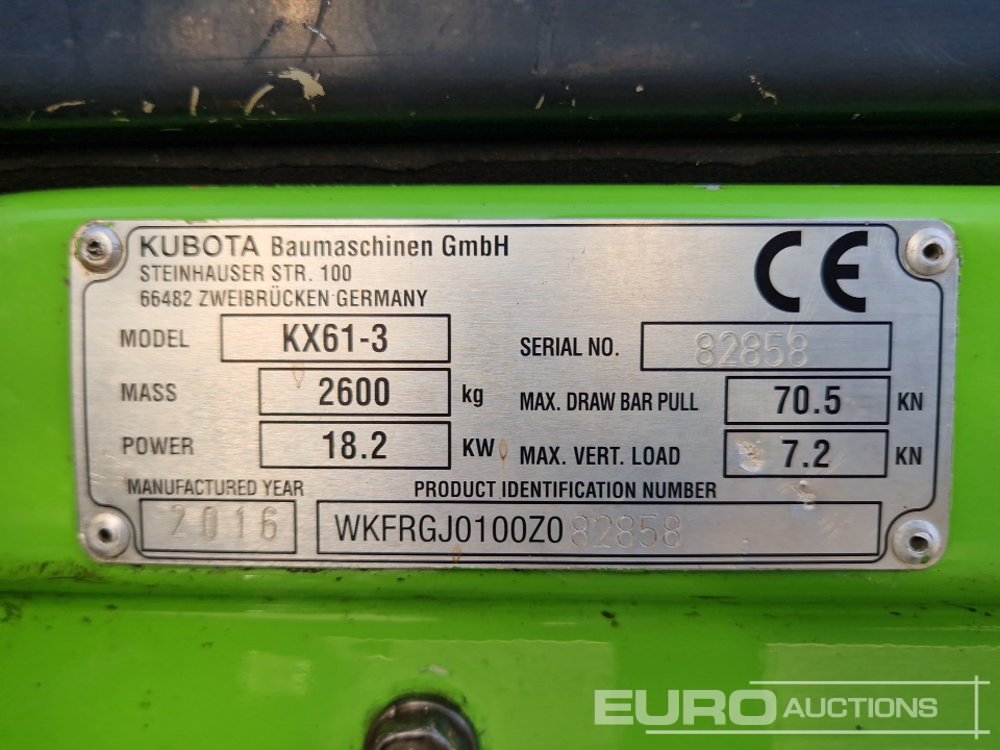 KUBOTA Baumaschinen GmbH
STEINHAUSER STR. 100
66482 ZWEIBRÜCKEN GERMANY
CE
MODEL KX61-3
SERIAL NO. 82858
MASS 2600 kg
MAX. DRAW BAR PULL 70.5 KN
POWER 18.2 KW
MAX. VERT. LOAD 7.2 KN
MANUFACTURED YEAR
PRODUCT IDENTIFICATION NUMBER
2016
WKFRGJ0100Z082858
EURO AUCTIONS